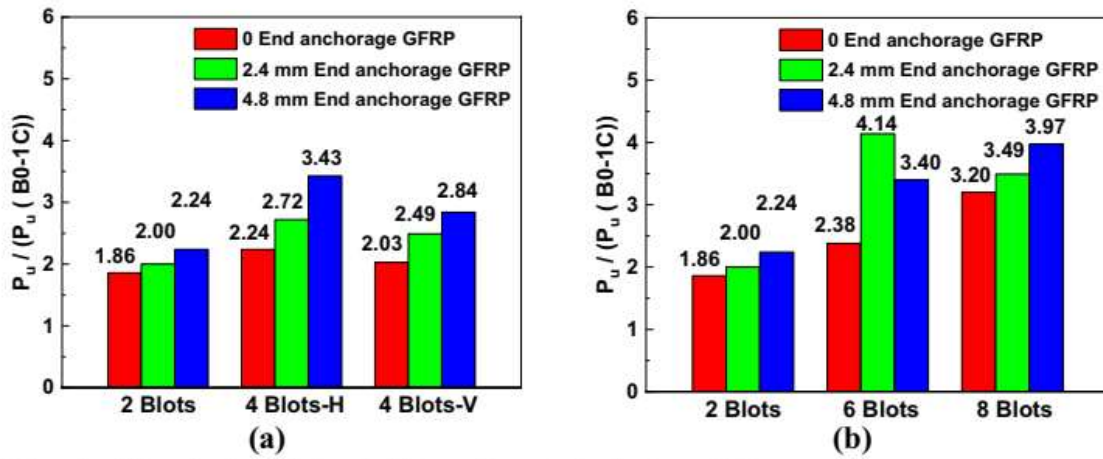 6
5
4
3
2
1
0
P_u / (P_u ( B0-1C))
0 End anchorage GFRP
2.4 mm End anchorage GFRP
4.8 mm End anchorage GFRP
1.86
2.00
2.24
2.24
2.72
3.43
2.03
2.49
2.84
2 Blots
4 Blots-H
4 Blots-V
(a)
6
5
4
3
2
1
0
P_u / (P_u ( B0-1C))
0 End anchorage GFRP
2.4 mm End anchorage GFRP
4.8 mm End anchorage GFRP
1.86
2.00
2.24
2.38
4.14
3.40
3.20
3.49
3.97
2 Blots
6 Blots
8 Blots
(b)